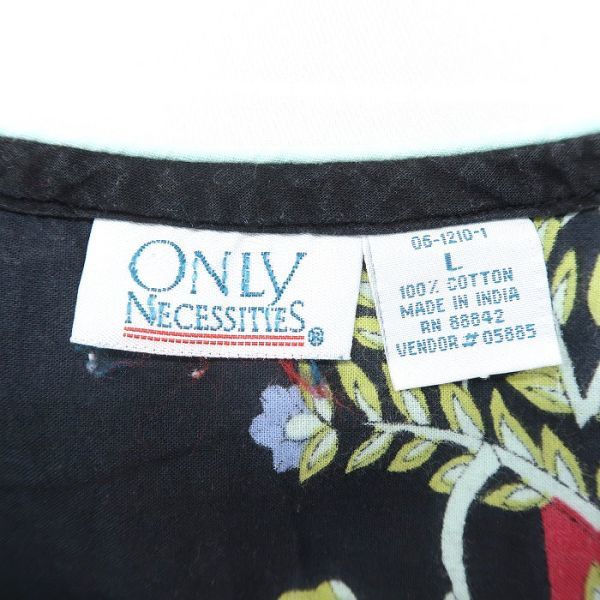 ONLY
NECESSITIES®
06-1210-1
L
100% COTTON
MADE IN INDIA
RN 88842
VENDOR # 05885